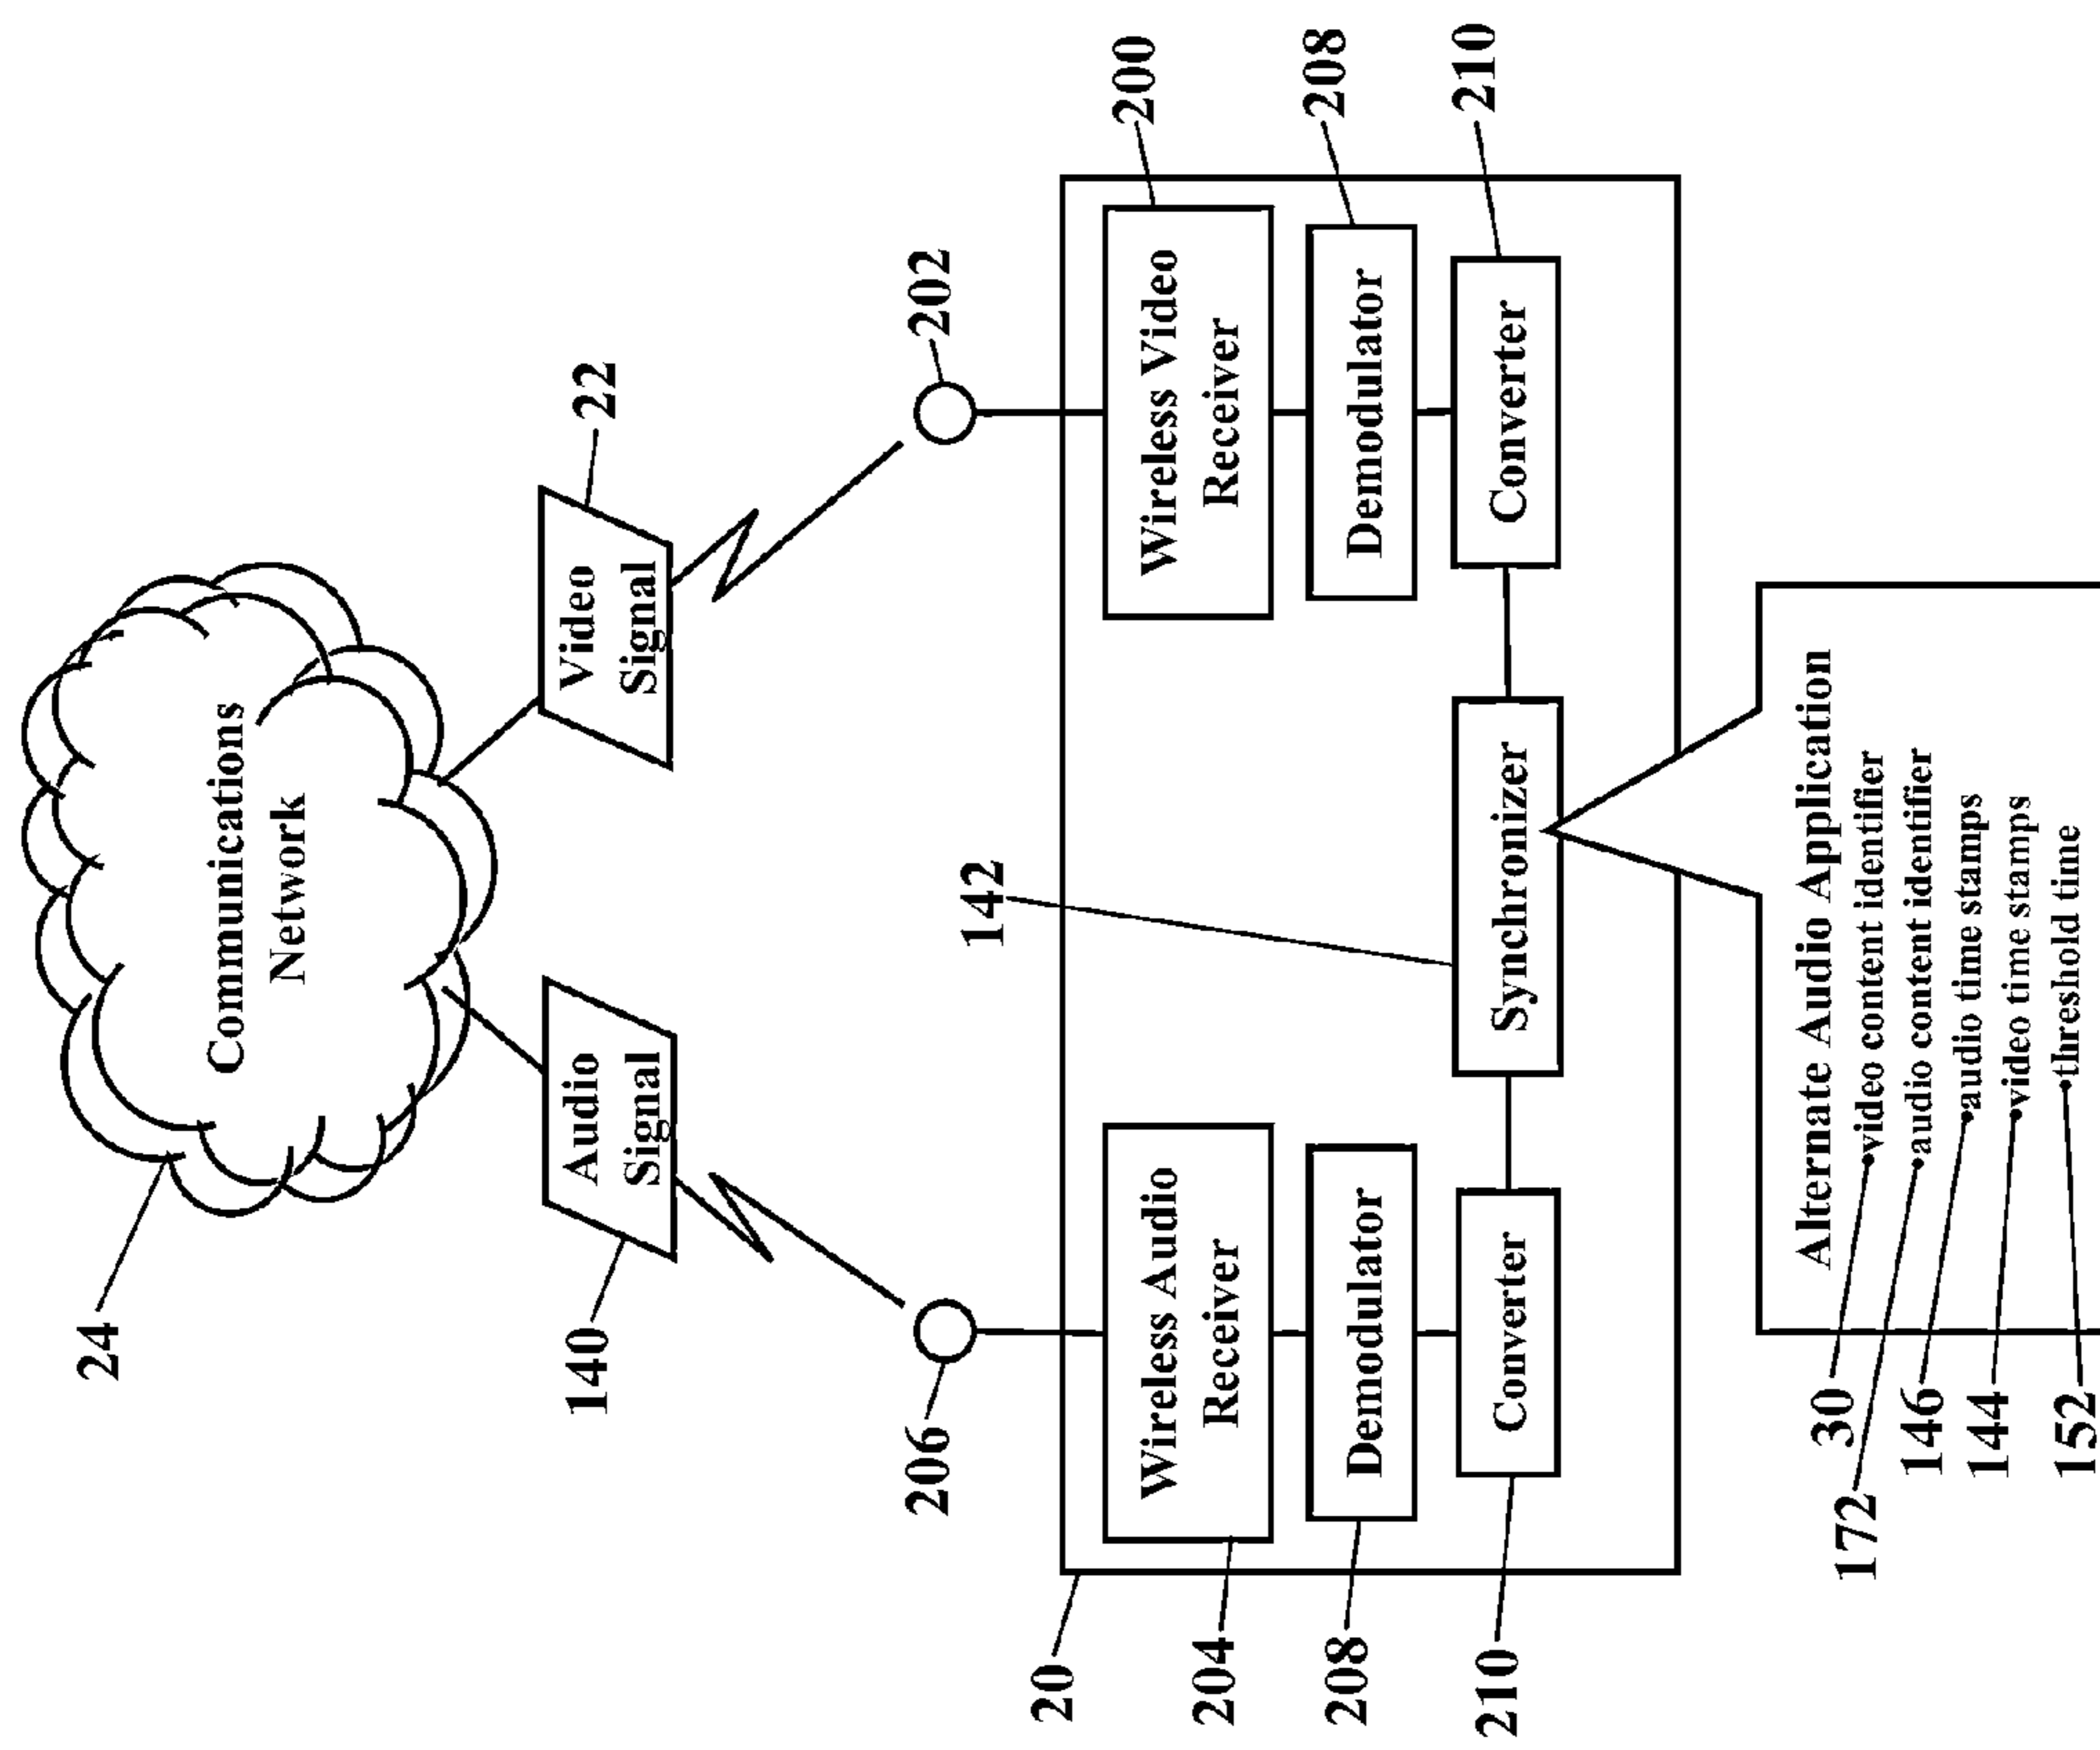 24
Communications
Network
140
Audio
Signal
Video
Signal
22
206
202
142
20
204
Wireless Audio
Receiver
Wireless Video
Receiver
200
208
Demodulator
Demodulator
208
210
Converter
Synchronizer
Converter
210
Alternate Audio Application
30
•video content identifier
172
•audio content identifier
146
•audio time stamps
144
•video time stamps
152
•threshold time